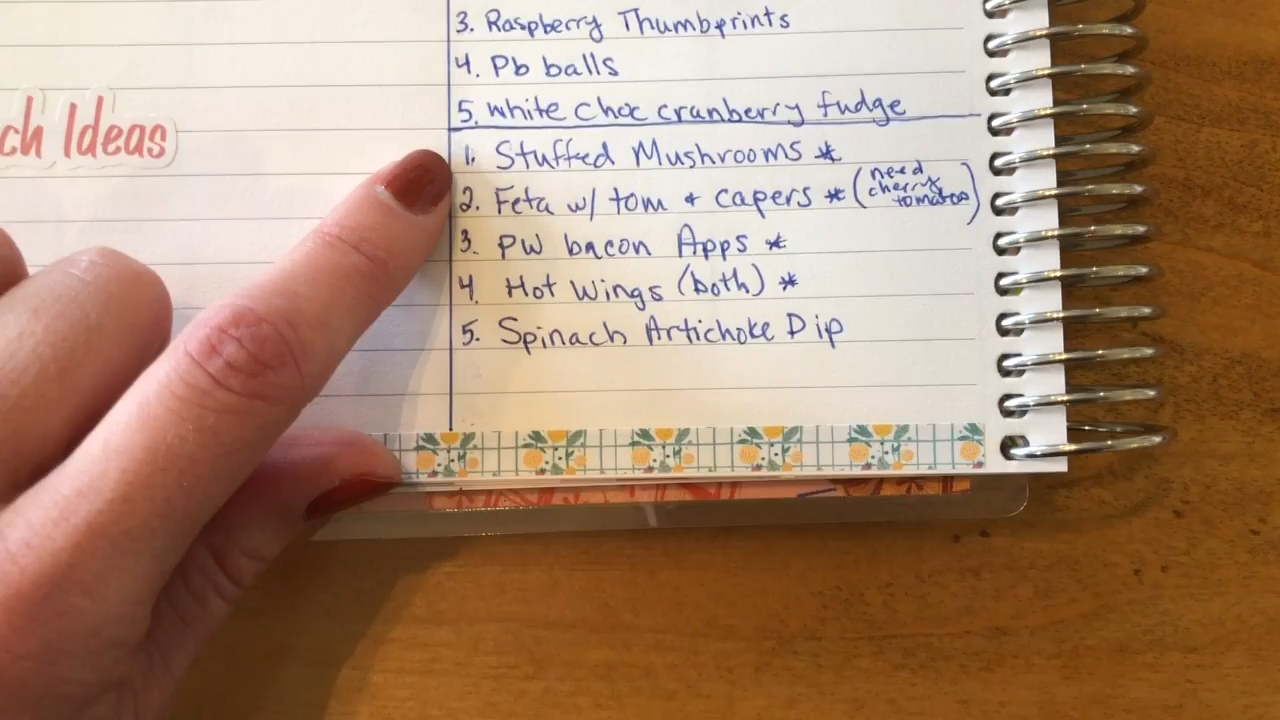 3. Raspberry Thumbprints
4. Pb balls
5. White Choc cranberry fudge
ch Ideas
1. Stuffed Mushrooms *
2. Feta w/ tom + capers * (need cherry tomatoes)
3. PW bacon Apps *
4. Hot Wings (both) *
5. Spinach Artichoke Dip